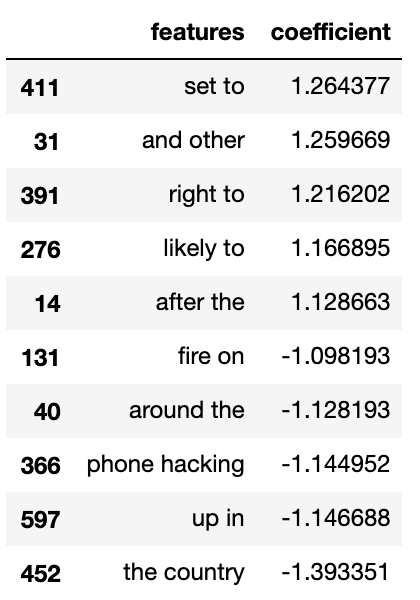 features coefficient
411 set to 1.264377
31 and other 1.259669
391 right to 1.216202
276 likely to 1.166895
14 after the 1.128663
131 fire on -1.098193
40 around the -1.128193
366 phone hacking -1.144952
597 up in -1.146688
452 the country -1.393351